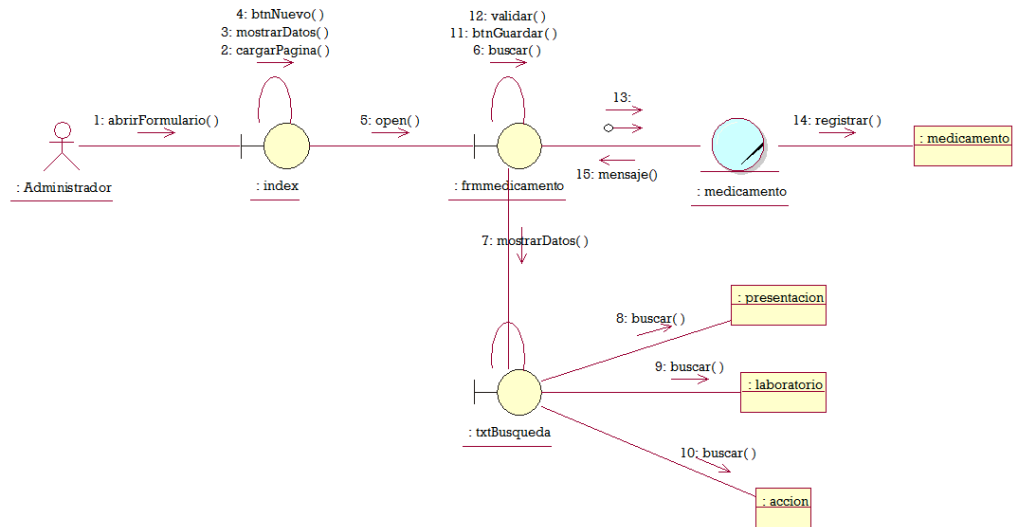 4: btnNuevo( )
3: mostrarDatos( )
2: cargarPagina( )
12: validar( )
11: btnGuardar( )
6: buscar( )
1: abrirFormulario( )
5: open( )
13:
14: registrar( )
: medicamento
15: mensaje()
: Administrador
: index
: frmmedicamento
: medicamento
7: mostrarDatos( )
: presentacion
8: buscar( )
9: buscar( )
: laboratorio
: txtBusqueda
10: buscar( )
: accion